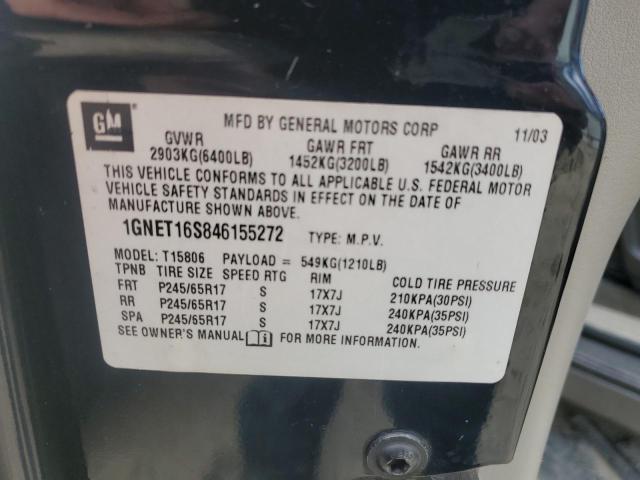 GM
MFD BY GENERAL MOTORS CORP 11/03
GVWR GAWR FRT GAWR RR
2903KG(6400LB) 1452KG(3200LB) 1542KG(3400LB)
THIS VEHICLE CONFORMS TO ALL APPLICABLE U.S. FEDERAL MOTOR
VEHICLE SAFETY STANDARDS IN EFFECT ON THE DATE OF
MANUFACTURE SHOWN ABOVE.
1GNET16S846155272 TYPE: M.P.V.
MODEL: T15806 PAYLOAD = 549KG(1210LB)
TPNB TIRE SIZE SPEED RTG RIM COLD TIRE PRESSURE
FRT P245/65R17 S 17X7J 210KPA(30PSI)
RR P245/65R17 S 17X7J 240KPA(35PSI)
SPA P245/65R17 S 17X7J 240KPA(35PSI)
SEE OWNER'S MANUAL FOR MORE INFORMATION.